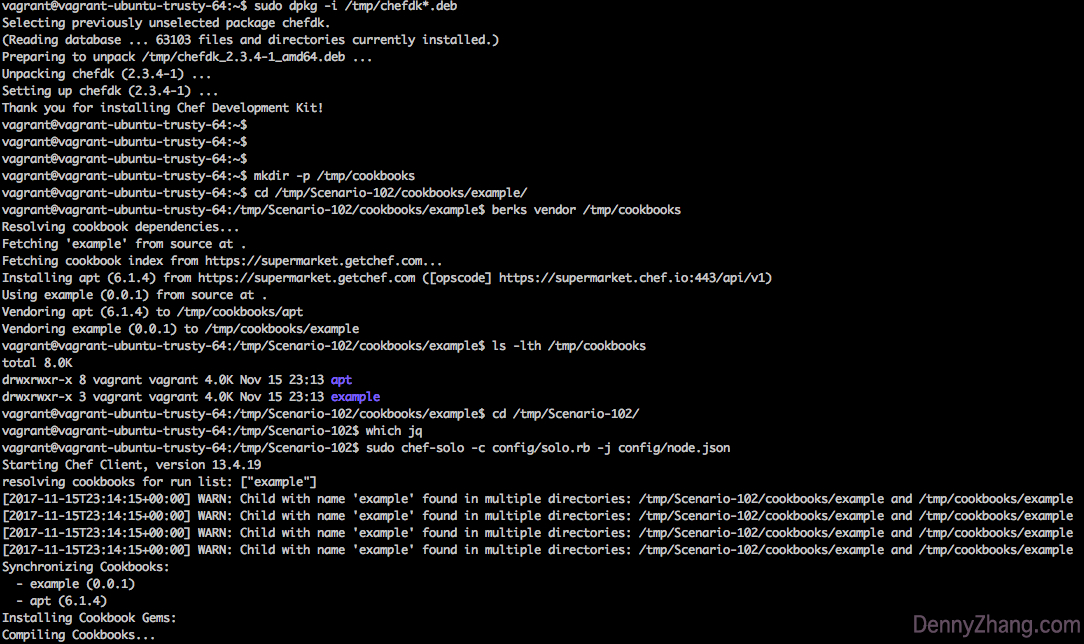 vagrant@vagrant-ubuntu-trusty-64:~$ sudo dpkg -i /tmp/chefdk*.deb
Selecting previously unselected package chefdk.
(Reading database ... 63103 files and directories currently installed.)
Preparing to unpack /tmp/chefdk_2.3.4-1_amd64.deb ...
Unpacking chefdk (2.3.4-1) ...
Setting up chefdk (2.3.4-1) ...
Thank you for installing Chef Development Kit!
vagrant@vagrant-ubuntu-trusty-64:~$
vagrant@vagrant-ubuntu-trusty-64:~$
vagrant@vagrant-ubuntu-trusty-64:~$
vagrant@vagrant-ubuntu-trusty-64:~$ mkdir -p /tmp/cookbooks
vagrant@vagrant-ubuntu-trusty-64:~$ cd /tmp/Scenario-102/cookbooks/example/
vagrant@vagrant-ubuntu-trusty-64:/tmp/Scenario-102/cookbooks/example$ berks vendor /tmp/cookbooks
Resolving cookbook dependencies...
Fetching 'example' from source at .
Fetching cookbook index from https://supermarket.getchef.com...
Installing apt (6.1.4) from https://supermarket.getchef.com ([opscode] https://supermarket.chef.io:443/api/v1)
Using example (0.0.1) from source at .
Vendoring apt (6.1.4) to /tmp/cookbooks/apt
Vendoring example (0.0.1) to /tmp/cookbooks/example
vagrant@vagrant-ubuntu-trusty-64:/tmp/Scenario-102/cookbooks/example$ ls -lth /tmp/cookbooks
total 8.0K
drwxrwxr-x 8 vagrant vagrant 4.0K Nov 15 23:13 apt
drwxrwxr-x 3 vagrant vagrant 4.0K Nov 15 23:13 example
vagrant@vagrant-ubuntu-trusty-64:/tmp/Scenario-102/cookbooks/example$ cd /tmp/Scenario-102/
vagrant@vagrant-ubuntu-trusty-64:/tmp/Scenario-102$ which jq
vagrant@vagrant-ubuntu-trusty-64:/tmp/Scenario-102$ sudo chef-solo -c config/solo.rb -j config/node.json
Starting Chef Client, version 13.4.19
resolving cookbooks for run list: ["example"]
[2017-11-15T23:14:15+00:00] WARN: Child with name 'example' found in multiple directories: /tmp/Scenario-102/cookbooks/example and /tmp/cookbooks/example
[2017-11-15T23:14:15+00:00] WARN: Child with name 'example' found in multiple directories: /tmp/Scenario-102/cookbooks/example and /tmp/cookbooks/example
[2017-11-15T23:14:15+00:00] WARN: Child with name 'example' found in multiple directories: /tmp/Scenario-102/cookbooks/example and /tmp/cookbooks/example
[2017-11-15T23:14:15+00:00] WARN: Child with name 'example' found in multiple directories: /tmp/Scenario-102/cookbooks/example and /tmp/cookbooks/example
Synchronizing Cookbooks:
  - example (0.0.1)
  - apt (6.1.4)
Installing Cookbook Gems:
Compiling Cookbooks...
DennyZhang.com